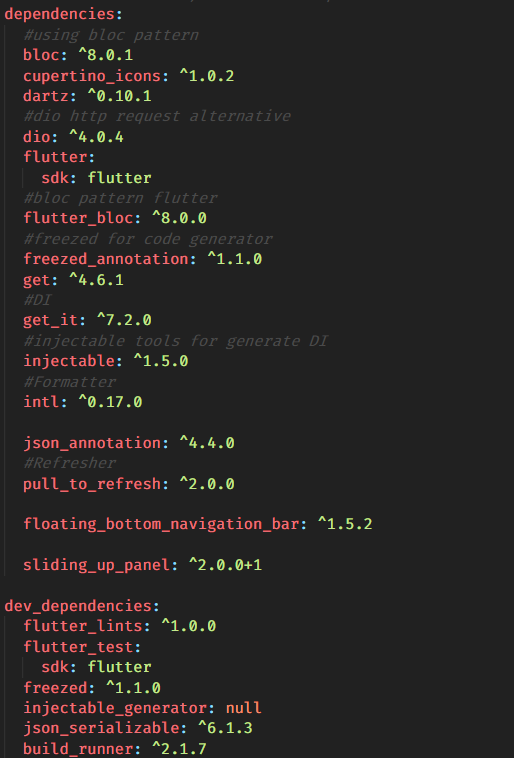 dependencies:
#using bloc pattern
bloc: ^8.0.1
cupertino_icons: ^1.0.2
dartz: ^0.10.1
#dio http request alternative
dio: ^4.0.4
flutter:
sdk: flutter
#bloc pattern flutter
flutter_bloc: ^8.0.0
#freezed for code generator
freezed_annotation: ^1.1.0
get: ^4.6.1
#DI
get_it: ^7.2.0
#injectable tools for generate DI
injectable: ^1.5.0
#Formatter
intl: ^0.17.0
json_annotation: ^4.4.0
#Refresher
pull_to_refresh: ^2.0.0
floating_bottom_navigation_bar: ^1.5.2
sliding_up_panel: ^2.0.0+1
dev_dependencies:
flutter_lints: ^1.0.0
flutter_test:
sdk: flutter
freezed: ^1.1.0
injectable_generator: null
json_serializable: ^6.1.3
build_runner: ^2.1.7